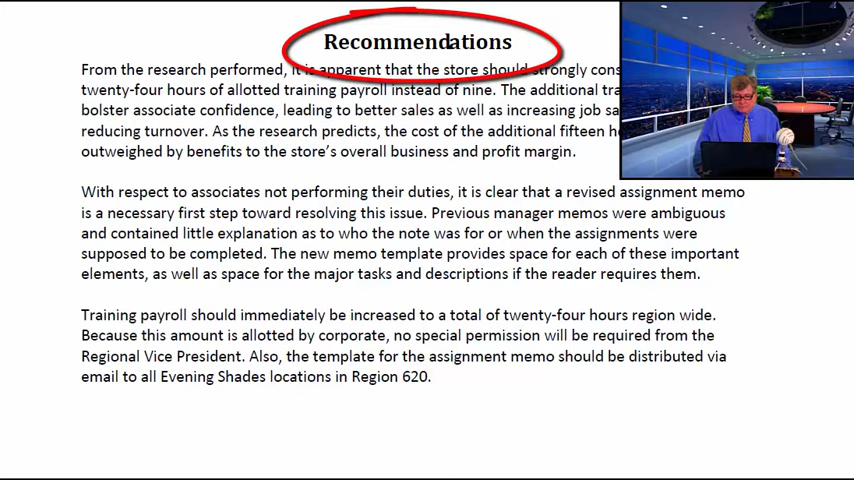 Recommendations
From the research performed, it is apparent that the store should strongly cons
twenty-four hours of allotted training payroll instead of nine. The additional tra
bolster associate confidence, leading to better sales as well as increasing job sa
reducing turnover. As the research predicts, the cost of the additional fifteen ho
outweighed by benefits to the store's overall business and profit margin.
With respect to associates not performing their duties, it is clear that a revised assignment memo
is a necessary first step toward resolving this issue. Previous manager memos were ambiguous
and contained little explanation as to who the note was for or when the assignments were
supposed to be completed. The new memo template provides space for each of these important
elements, as well as space for the major tasks and descriptions if the reader requires them.
Training payroll should immediately be increased to a total of twenty-four hours region wide.
Because this amount is allotted by corporate, no special permission will be required from the
Regional Vice President. Also, the template for the assignment memo should be distributed via
email to all Evening Shades locations in Region 620.